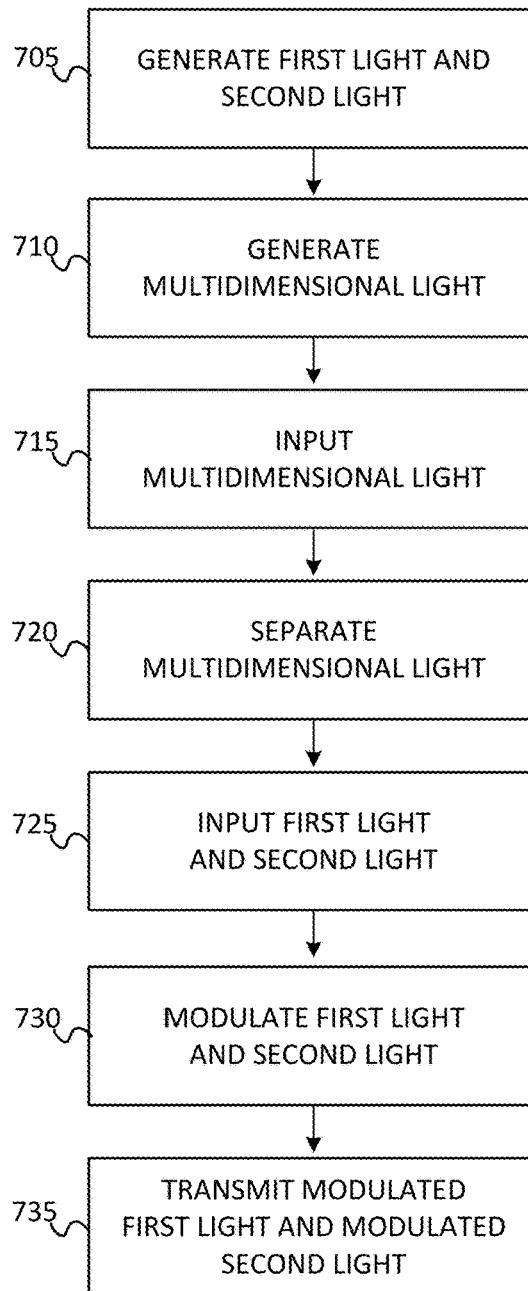 705
GENERATE FIRST LIGHT AND
SECOND LIGHT
710
GENERATE
MULTIDIMENSIONAL LIGHT
715
INPUT
MULTIDIMENSIONAL LIGHT
720
SEPARATE
MULTIDIMENSIONAL LIGHT
725
INPUT FIRST LIGHT
AND SECOND LIGHT
730
MODULATE FIRST LIGHT
AND SECOND LIGHT
735
TRANSMIT MODULATED
FIRST LIGHT AND MODULATED
SECOND LIGHT